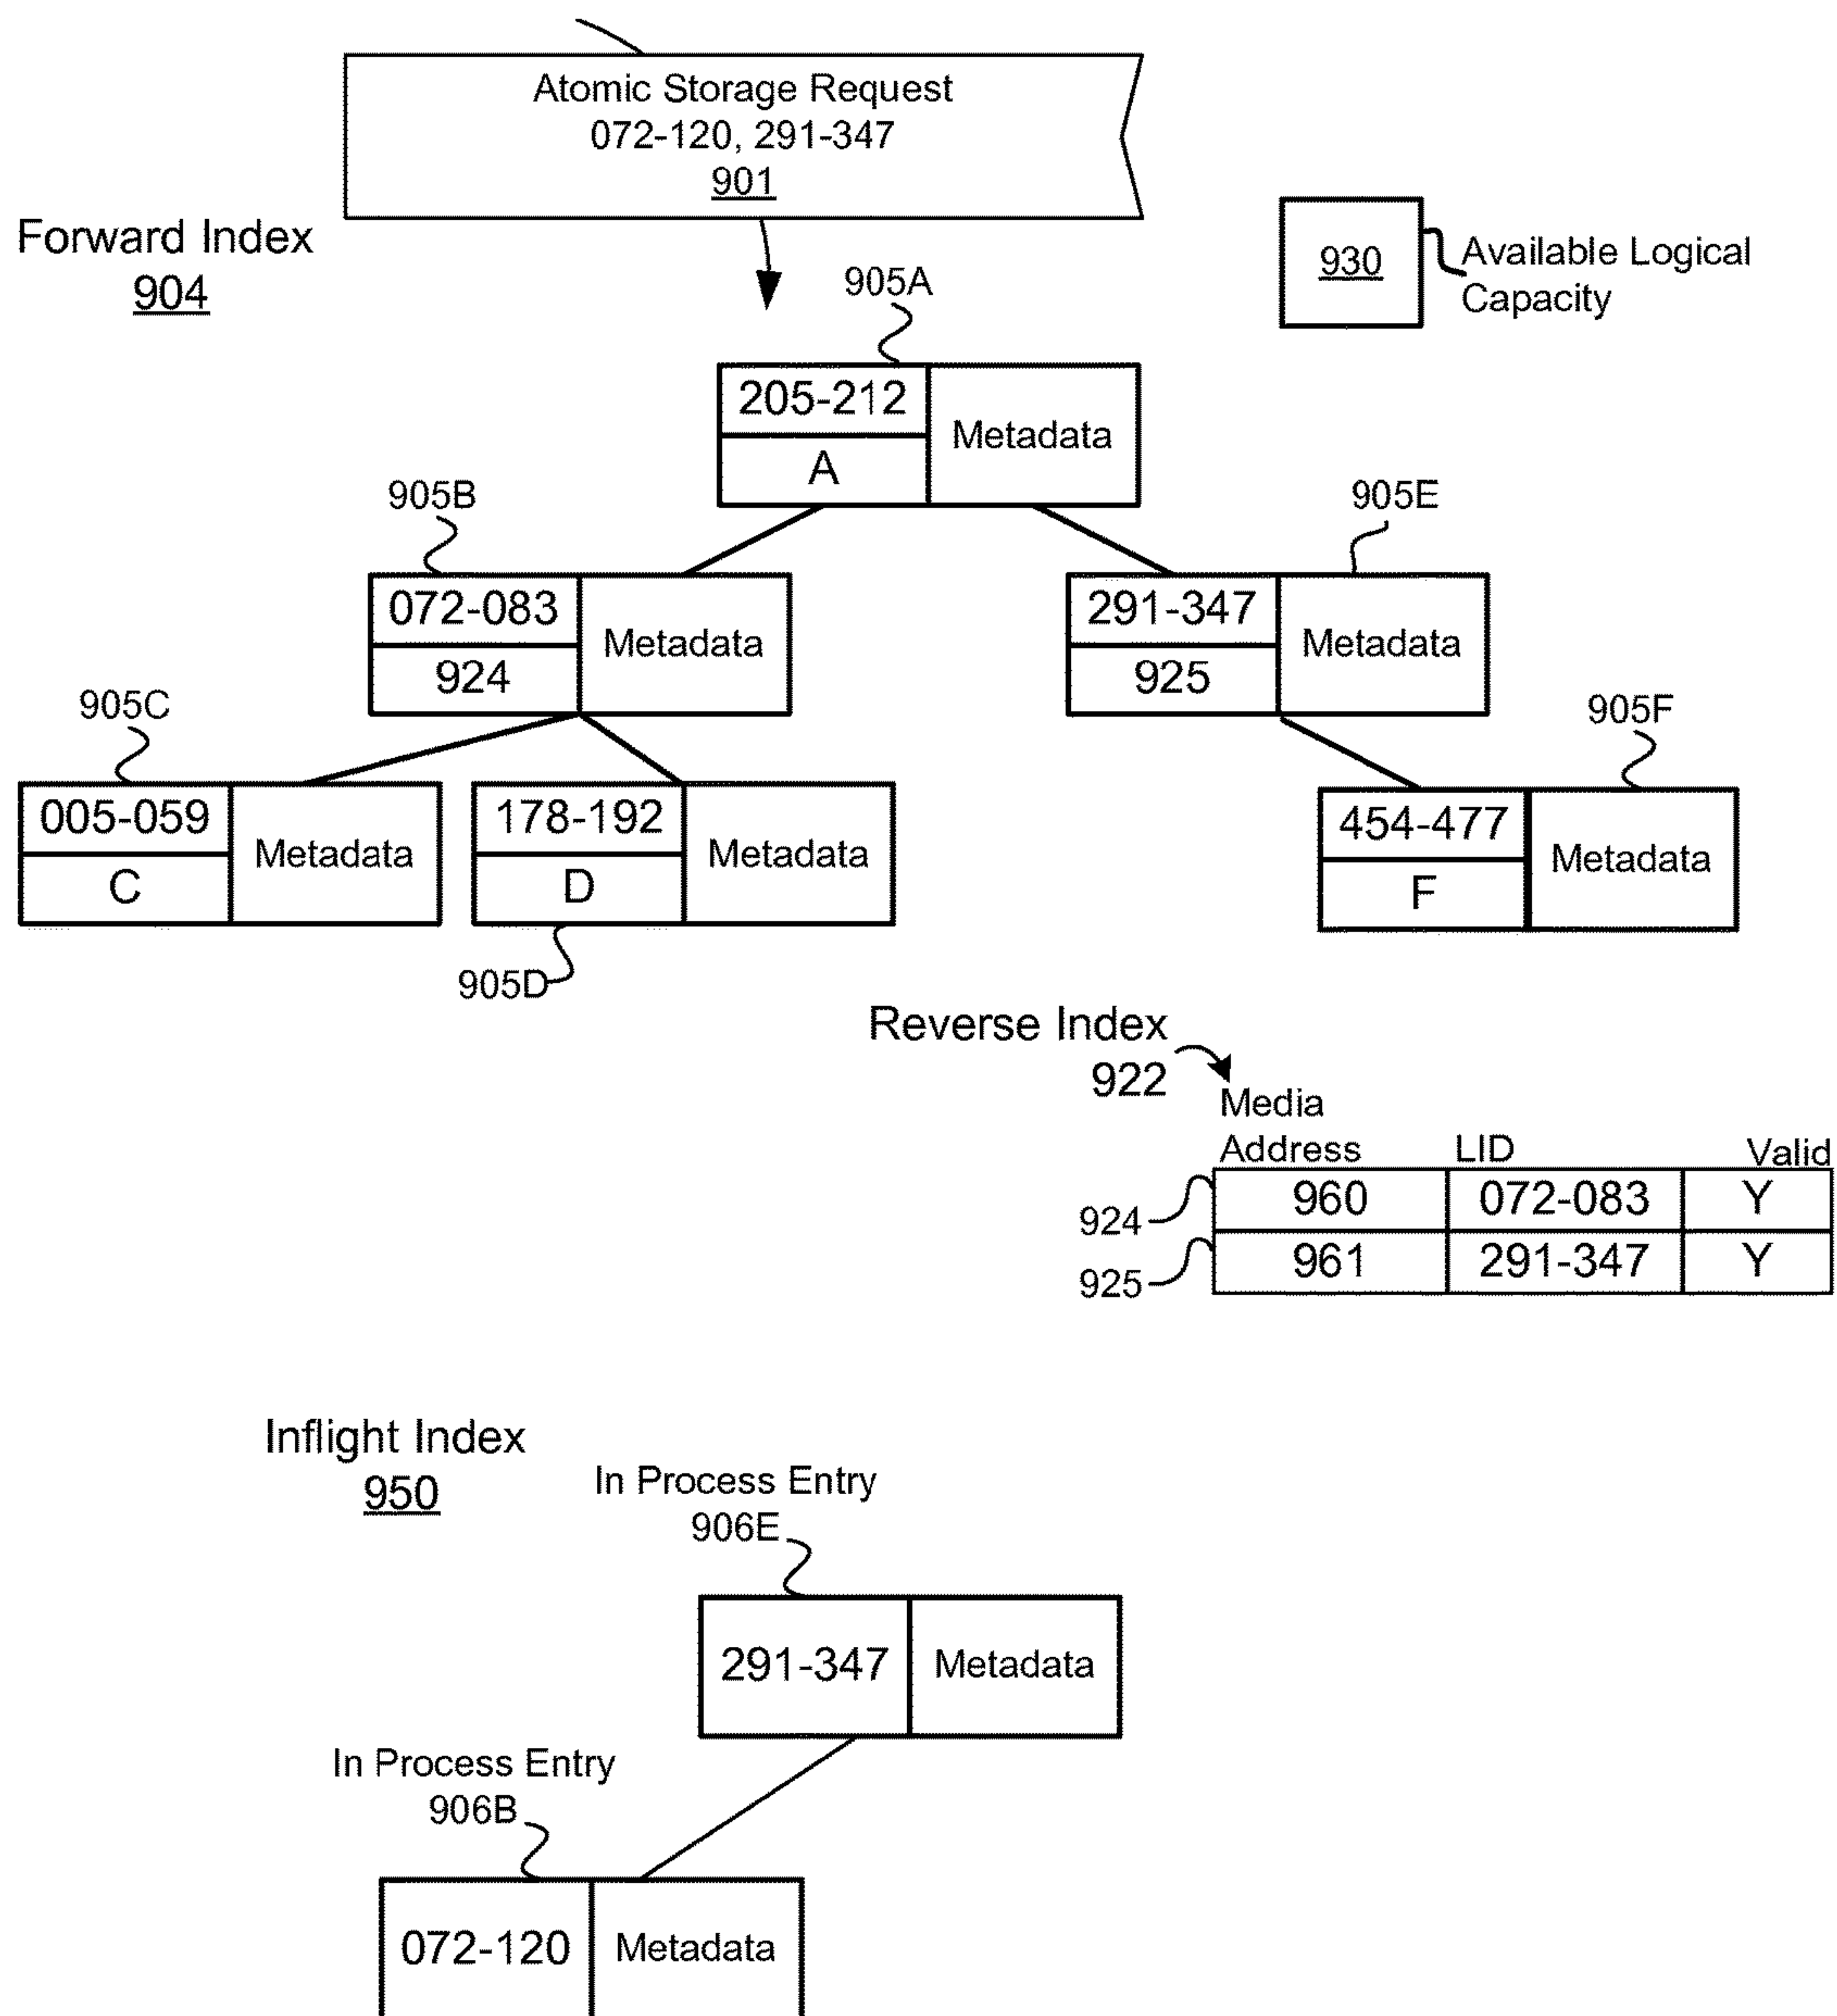 Atomic Storage Request
072-120, 291-347
901
Forward Index
904
930
Available Logical
Capacity
905A
205-212
Metadata
A
905B
905E
072-083
Metadata
924
291-347
Metadata
925
905C
905F
005-059
Metadata
C
178-192
Metadata
D
454-477
Metadata
F
905D
Reverse Index
922
Media
Address LID Valid
924 960 072-083 Y
925 961 291-347 Y
Inflight Index
950
In Process Entry
906E
291-347 Metadata
In Process Entry
906B
072-120 Metadata